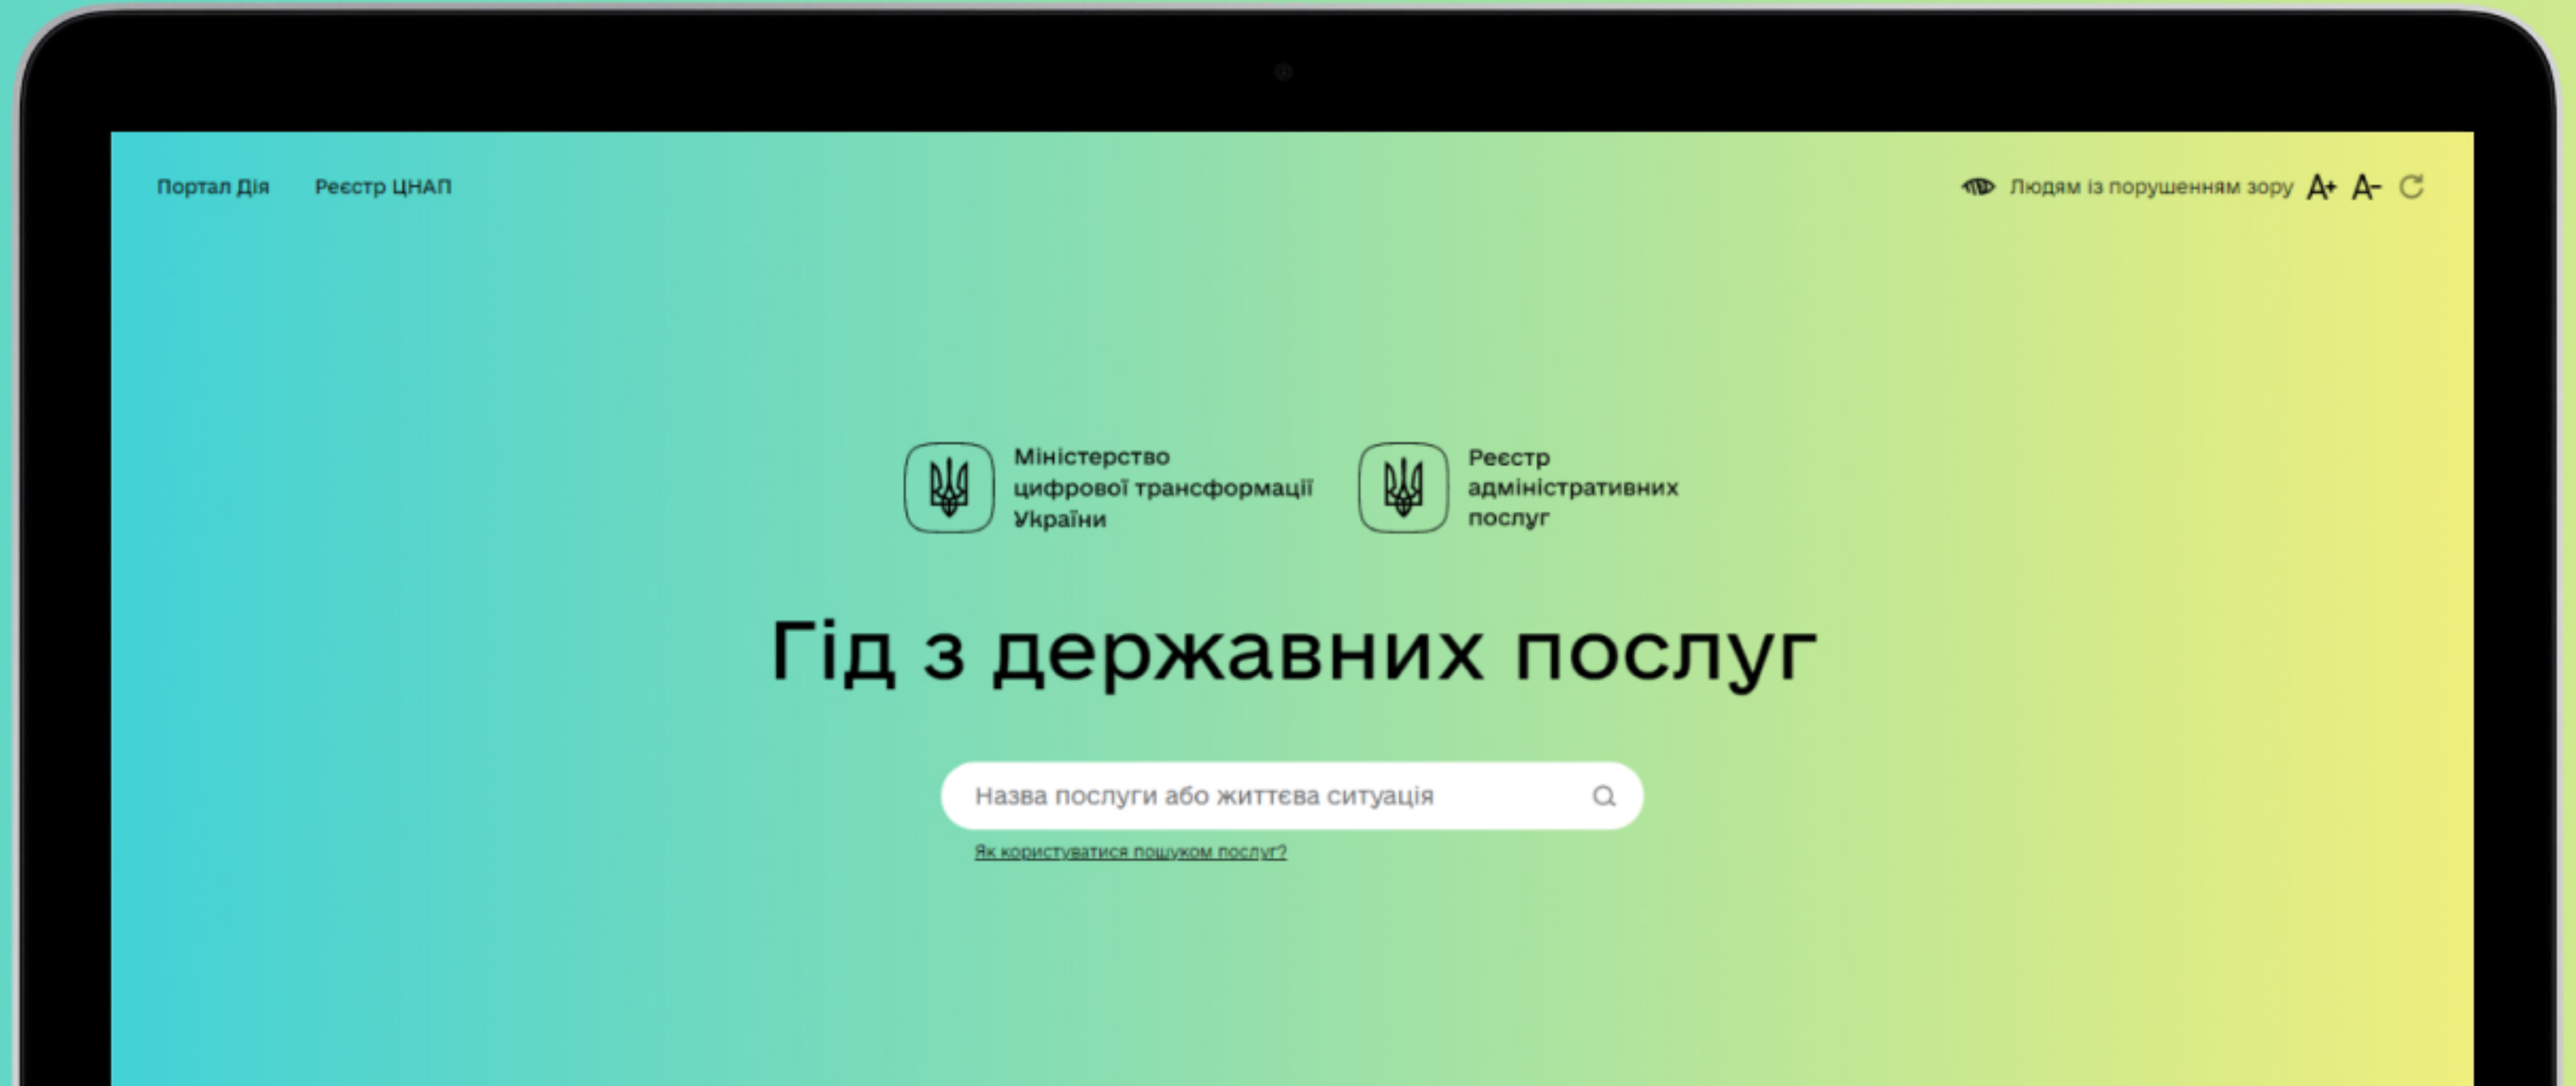 Портал Дія
Реєстр ЦНАП
Людям із порушенням зору A+ A-
Міністерство
цифрової трансформації
України
Реєстр
адміністративних
послуг
Гід з державних послуг
Назва послуги або життєва ситуація
Як користуватися пошуком послуг?